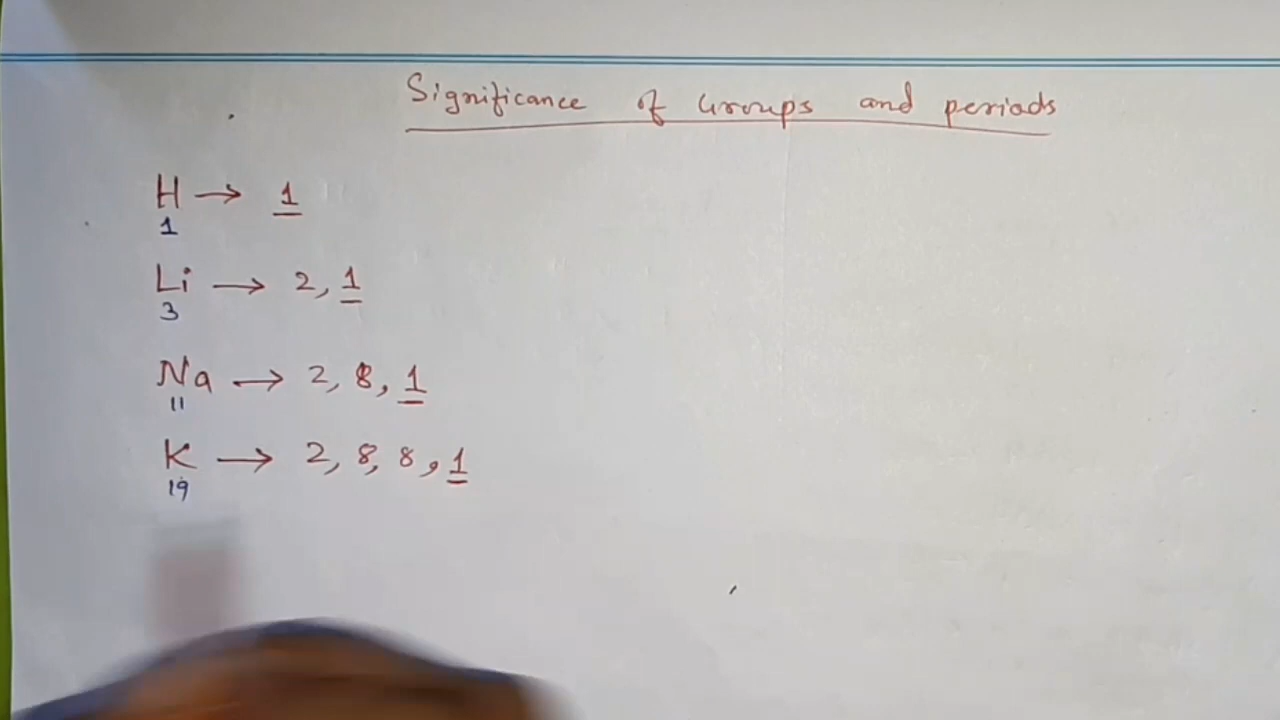 Significance of Groups and periods
H → 1
1
Li → 2, 1
3
Na → 2, 8, 1
11
K → 2, 8, 8, 1
19